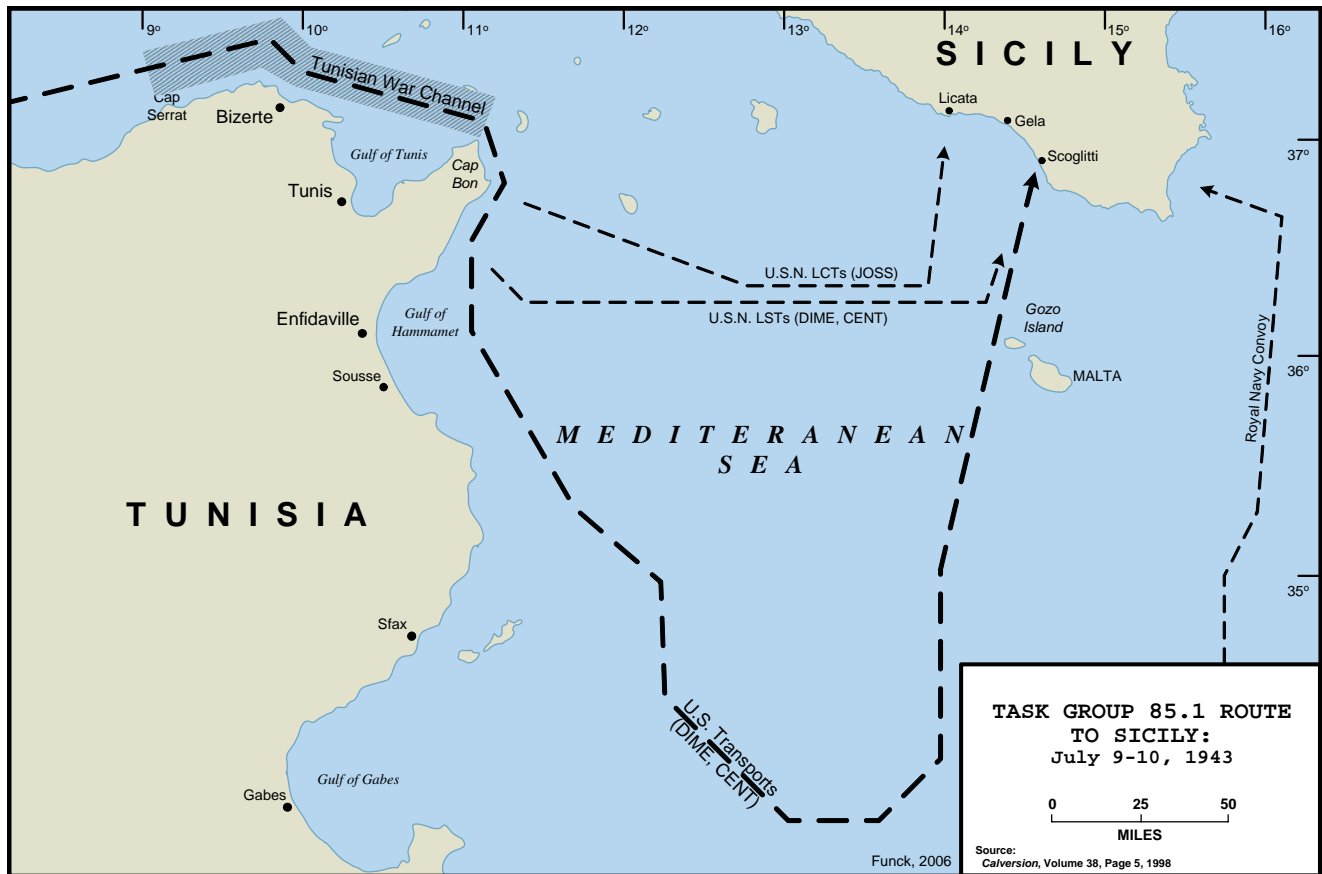 9º
10º
11º
12º
13º
14º
15º
16º
SICILY
Tunisian War Channel
Cap
Serrat
Bizerte
Licata
Gela
Scoglitti
37º
Gulf of Tunis
Cap
Bon
Tunis
U.S.N. LCTs (JOSS)
U.S.N. LSTs (DIME, CENT)
Gulf of
Hammamet
Enfidaville
Sousse
Gozo
Island
MALTA
36º
Royal Navy Convoy
MEDITERANEAN
SEA
TUNISIA
35º
Sfax
U.S. Transports
(DIME, CENT)
Gulf of Gabes
Gabes
Funck, 2006
TASK GROUP 85.1 ROUTE
TO SICILY:
July 9-10, 1943
0 25 50
MILES
Source:
Calversion, Volume 38, Page 5, 1998